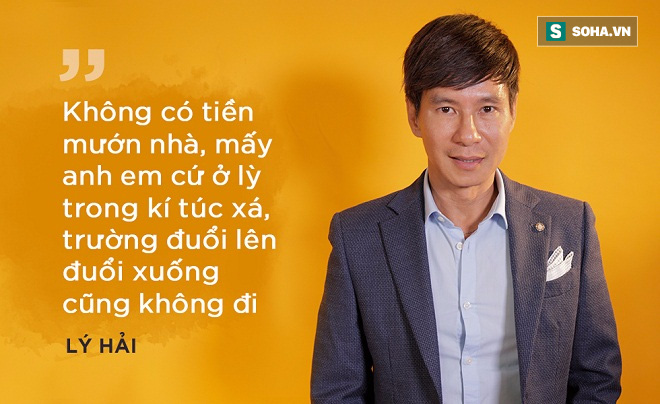 S SOHA.VN
”
Không có tiền
mướn nhà, mấy
anh em cứ ở lỳ
trong kí túc xá,
trường đuổi lên
đuổi xuống
cũng không đi
LÝ HẢI